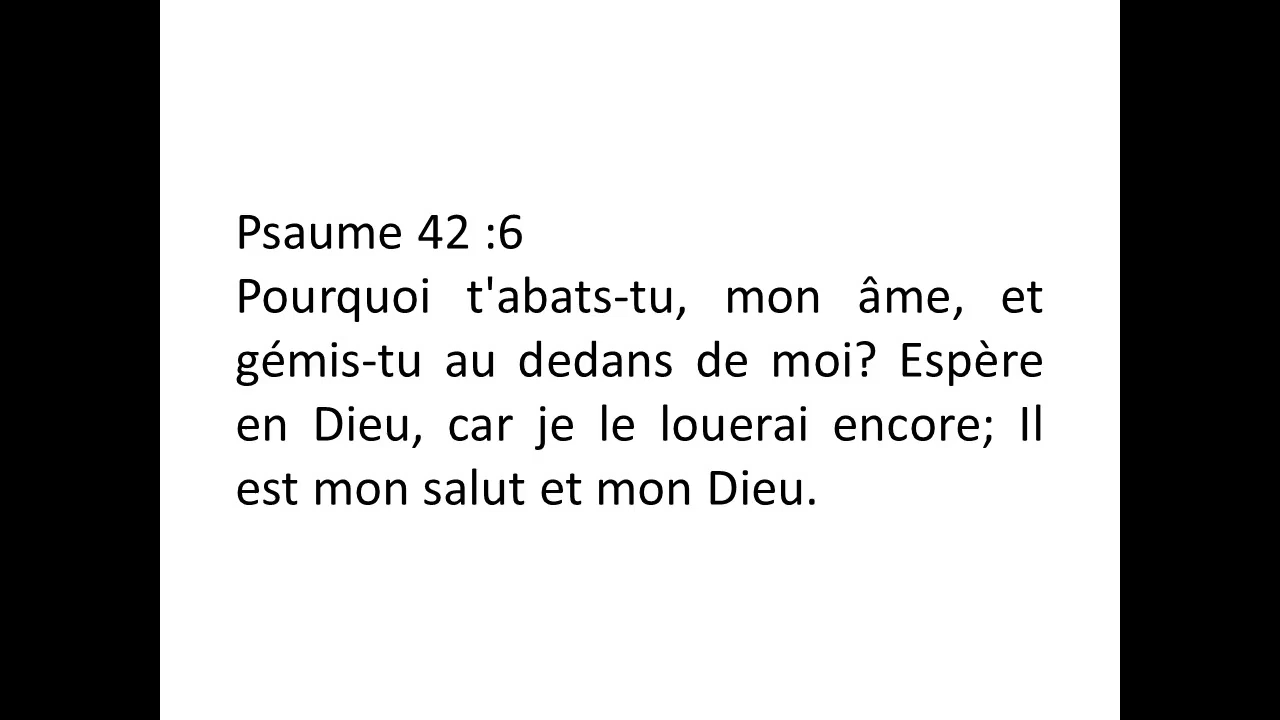 Psaume 42 :6
Pourquoi t'abats-tu, mon âme, et
gémis-tu au dedans de moi? Espère
en Dieu, car je le louerai encore; Il
est mon salut et mon Dieu.